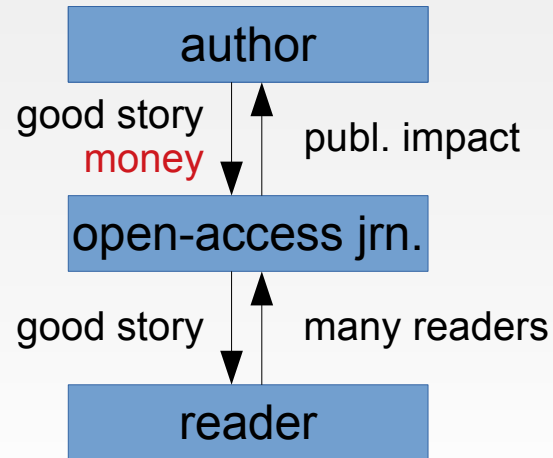 author
good story
money
publ. impact
open-access jrn.
good story
many readers
reader